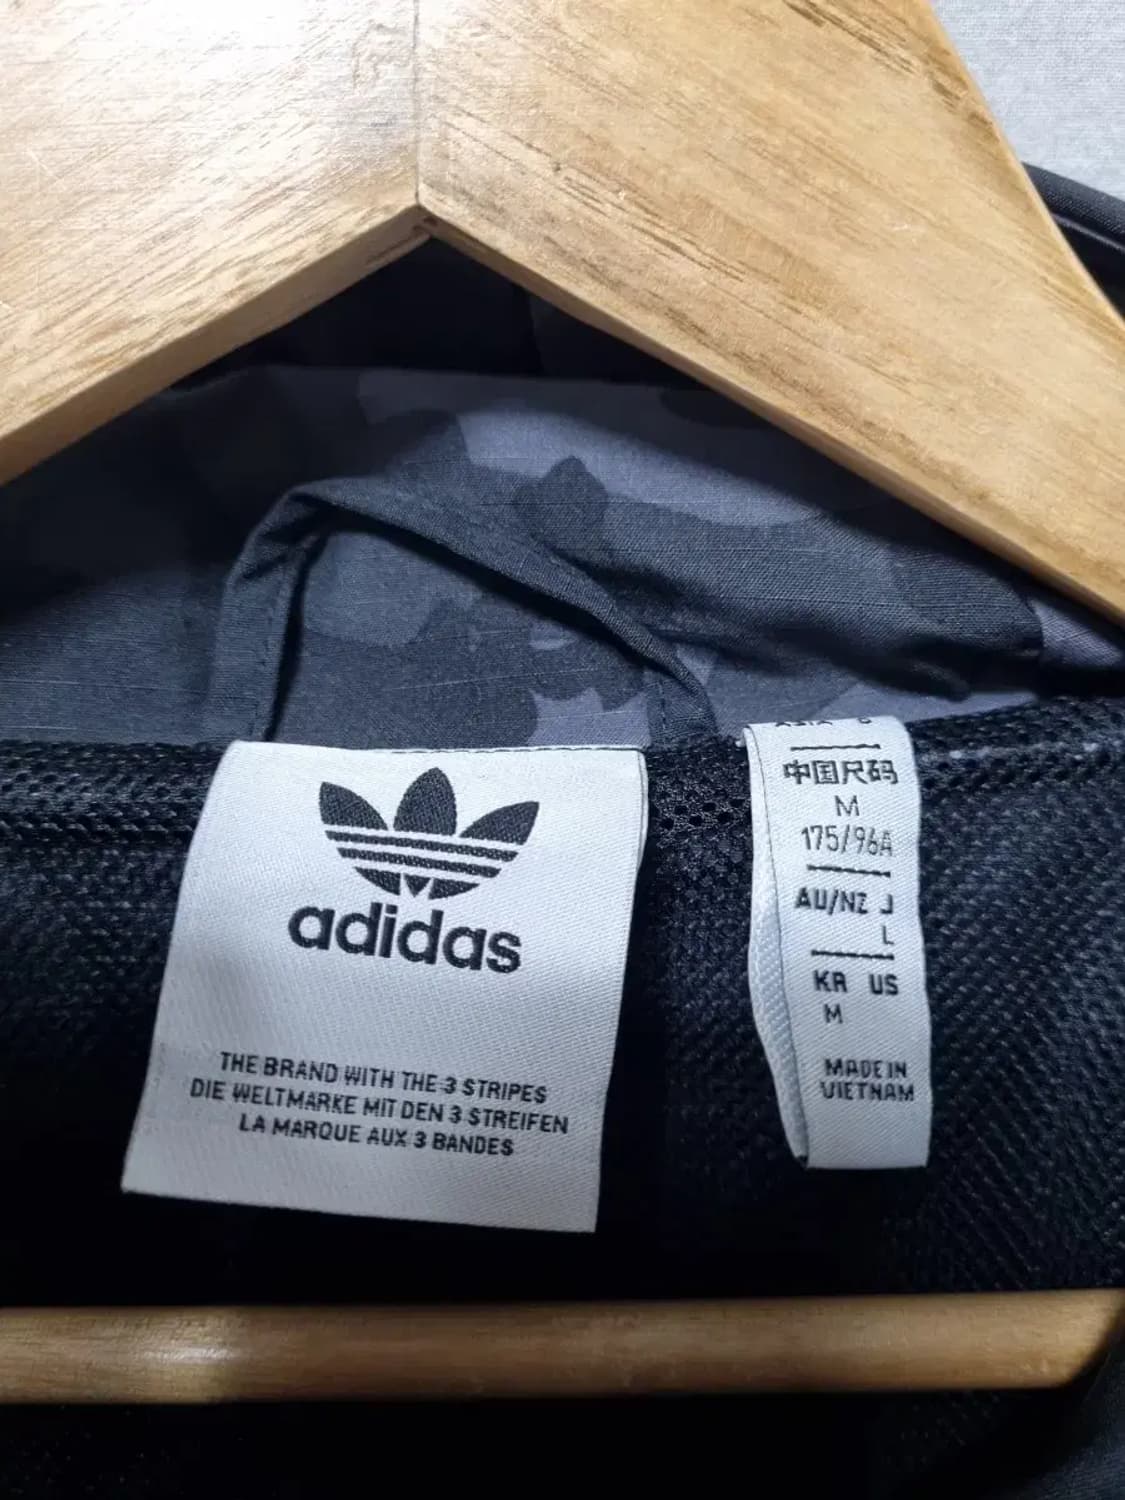 adidas
THE BRAND WITH THE 3 STRIPES
DIE WELTMARKE MIT DEN 3 STREIFEN
LA MARQUE AUX 3 BANDES
中国尺码
M
175/96A
AU/NZ J
L
KR US
M
MADE IN
VIETNAM